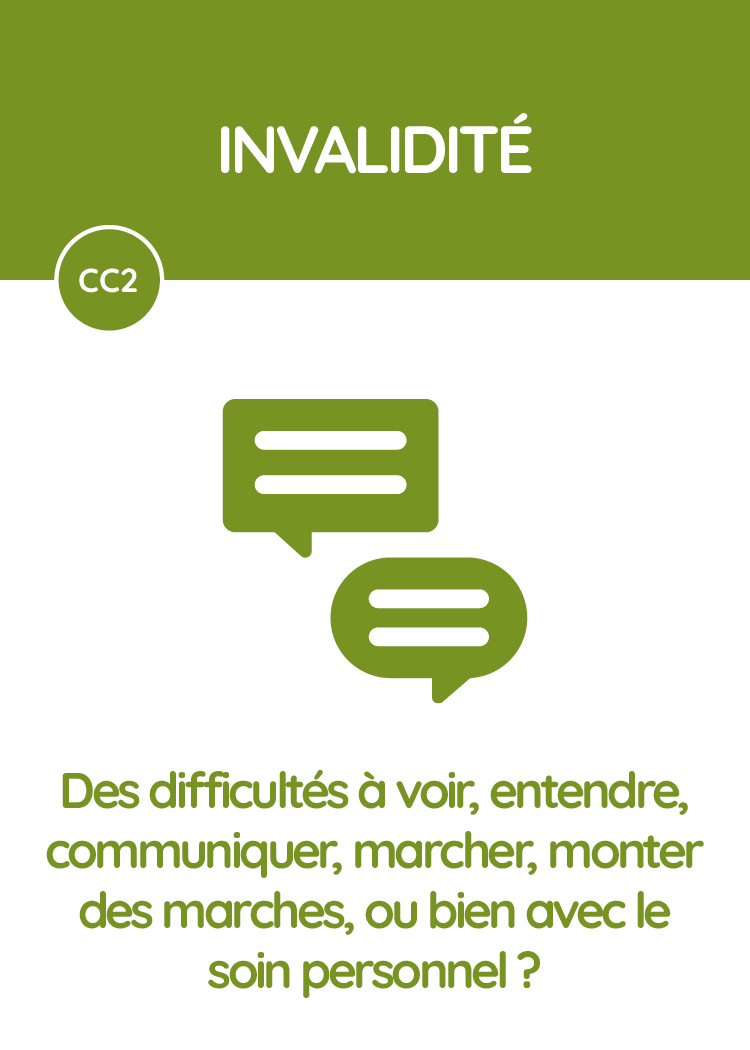 INVALIDITÉ
CC2
Des difficultés à voir, entendre,
communiquer, marcher, monter
des marches, ou bien avec le
soin personnel ?